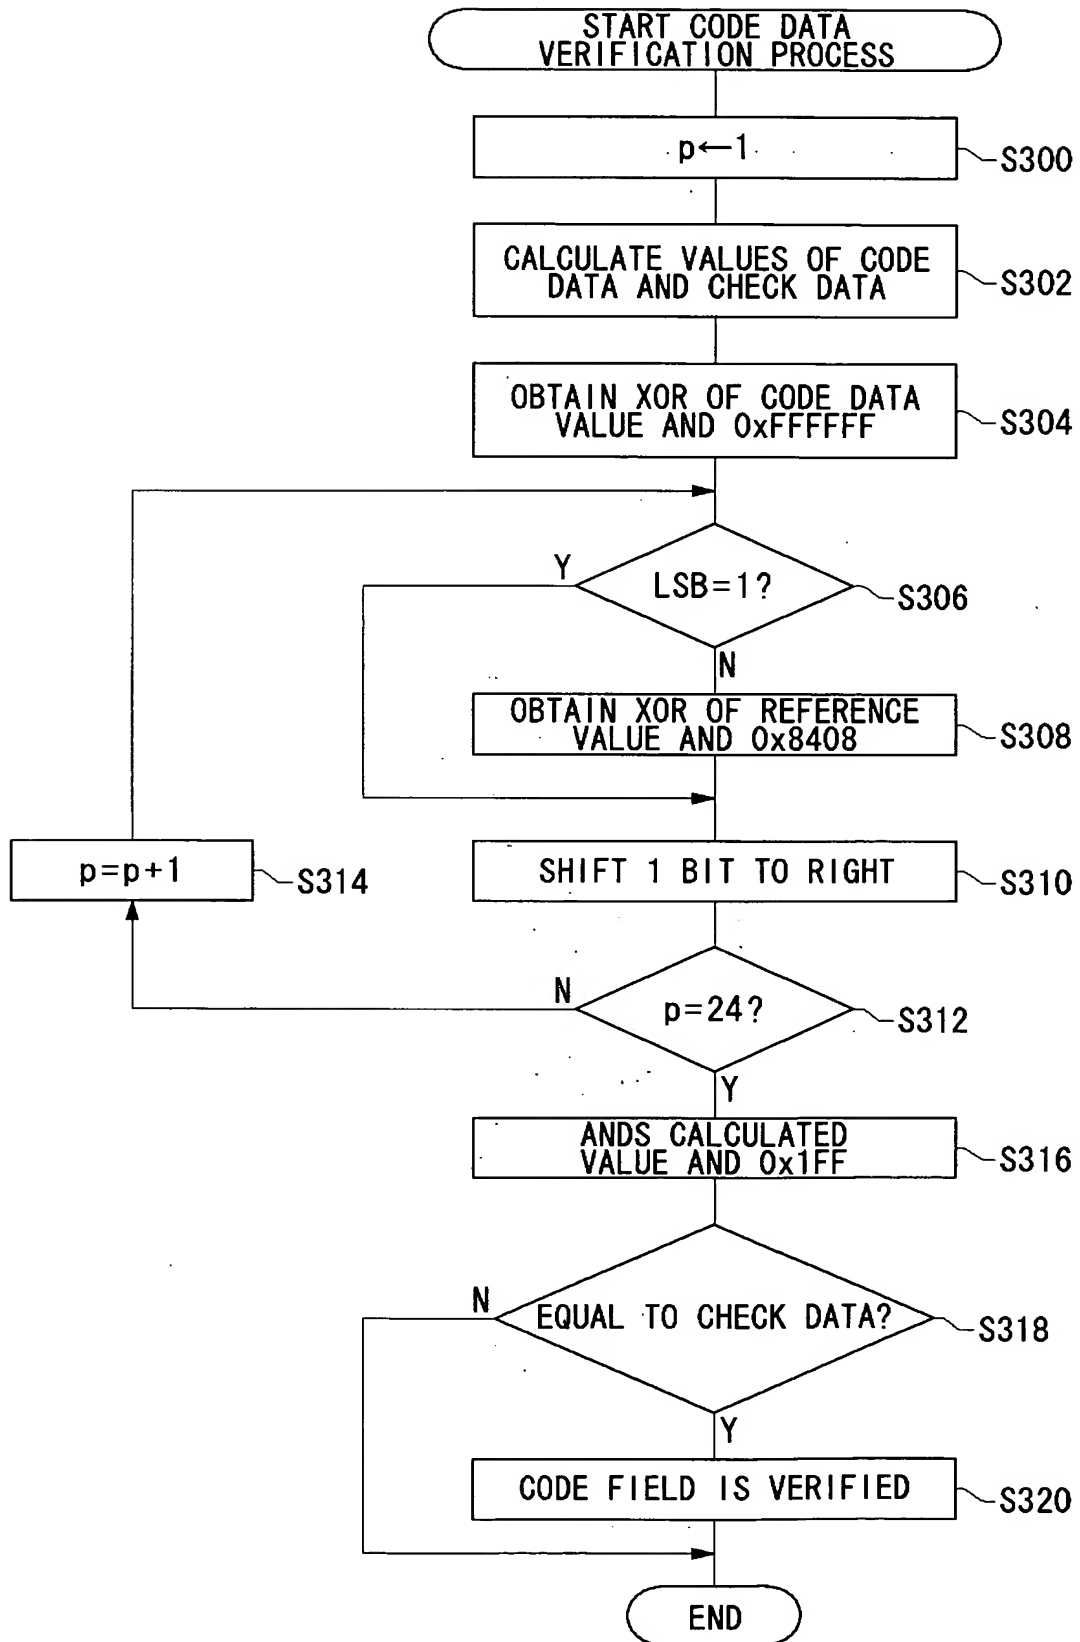 START CODE DATA
VERIFICATION PROCESS
p←1
S300
CALCULATE VALUES OF CODE
DATA AND CHECK DATA
S302
OBTAIN XOR OF CODE DATA
VALUE AND 0xFFFFFF
S304
Y
LSB=1?
S306
N
OBTAIN XOR OF REFERENCE
VALUE AND 0x8408
S308
p=p+1
S314
SHIFT 1 BIT TO RIGHT
S310
N
p=24?
S312
Y
ANDS CALCULATED
VALUE AND 0x1FF
S316
N
EQUAL TO CHECK DATA?
S318
Y
CODE FIELD IS VERIFIED
S320
END